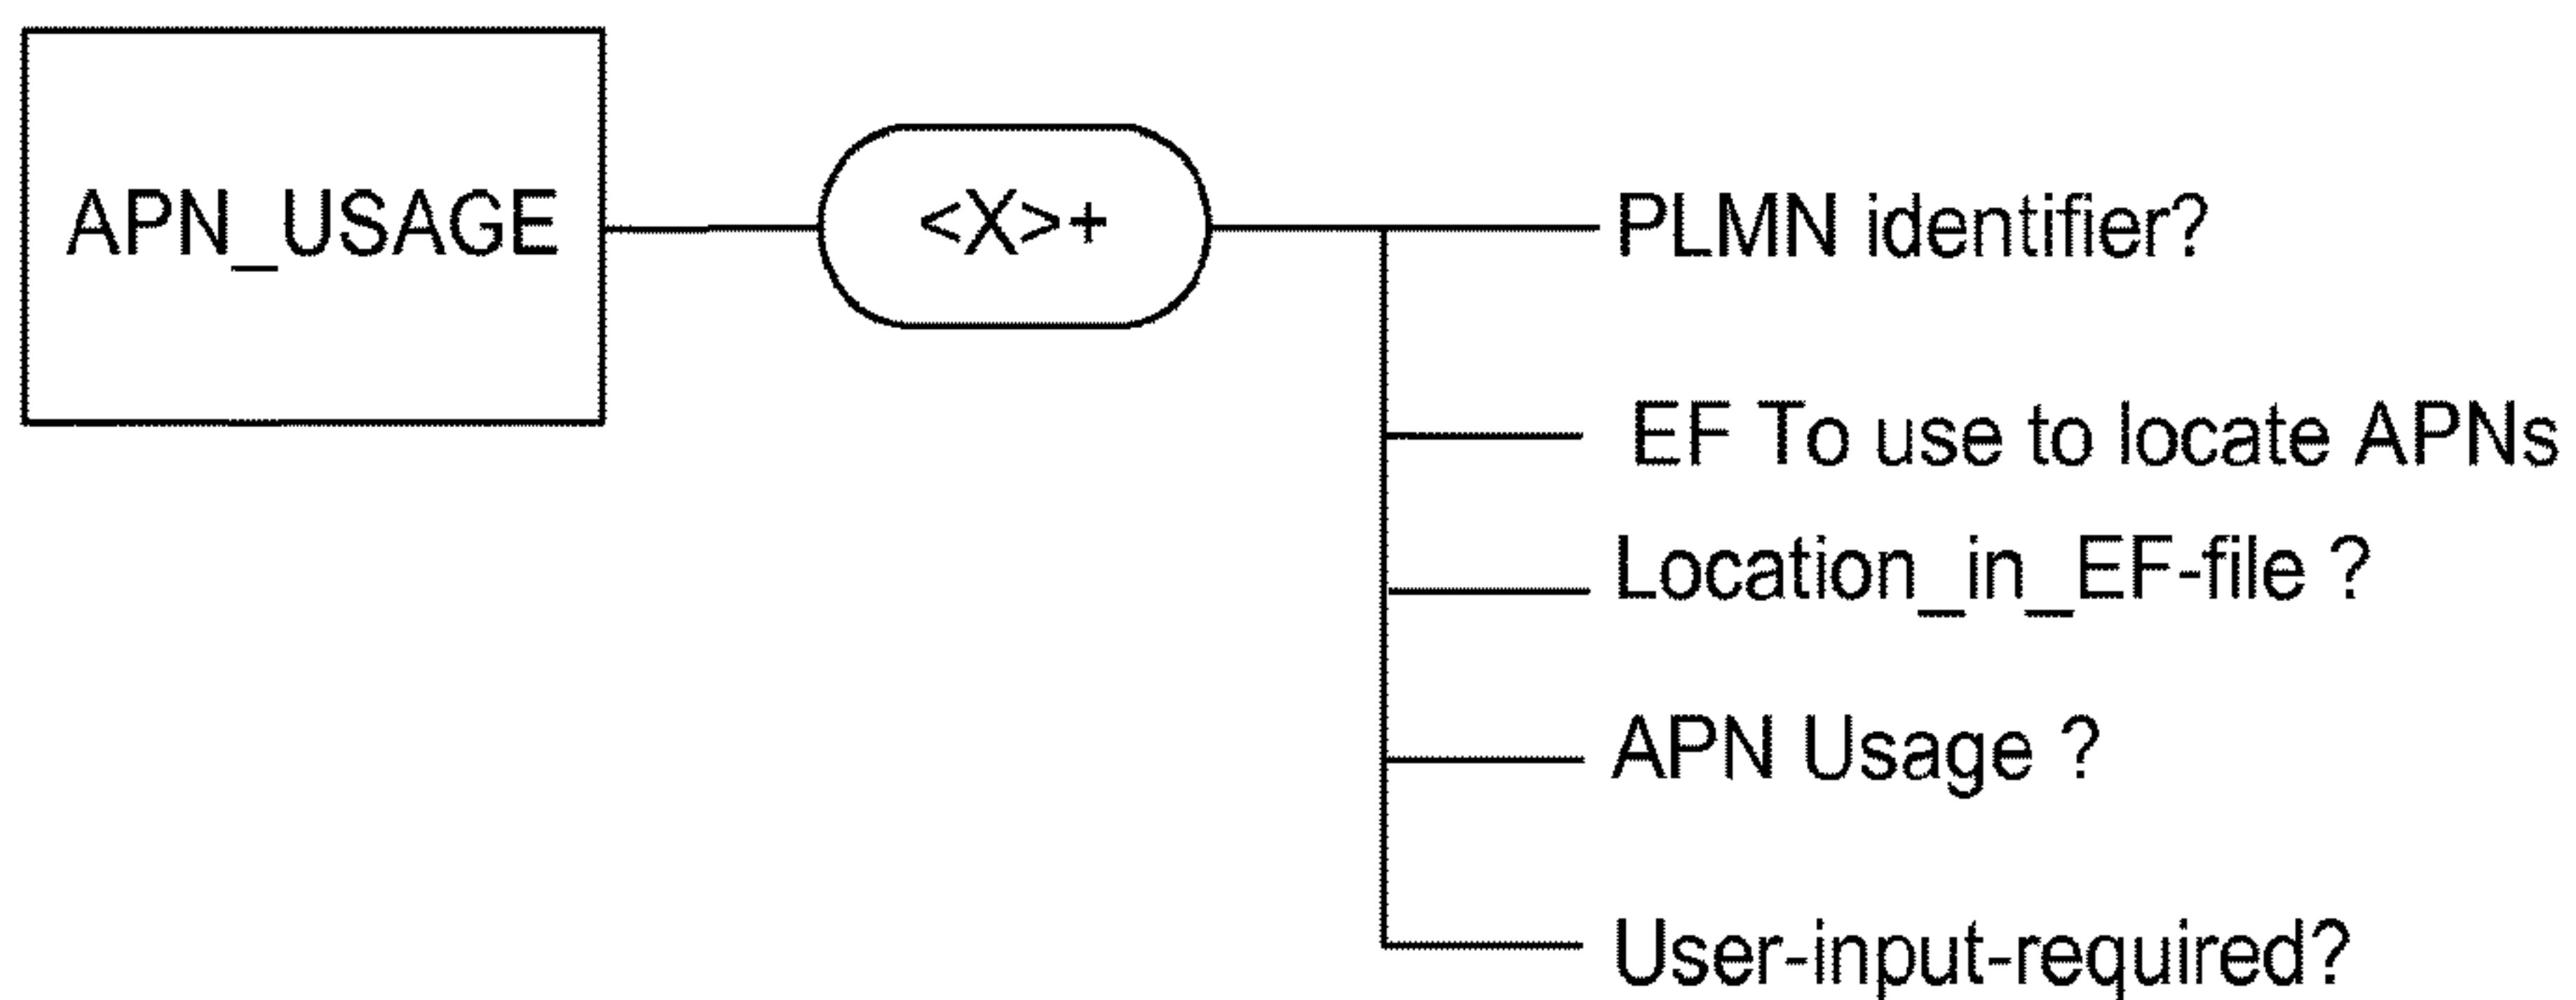 APN_USAGE
<X>+
PLMN identifier?
EF To use to locate APNs
Location_in_EF-file ?
APN Usage ?
User-input-required?